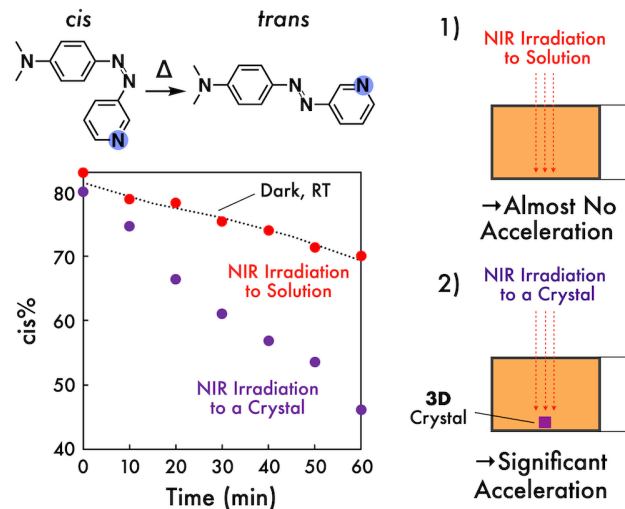 cis
trans
N
N
N
N
Δ
N
N
N
N
80
70
60
50
40
cis%
0
10
20
30
40
50
60
Time (min)
Dark, RT
NIR Irradiation
to Solution
NIR Irradiation
to a Crystal
1)
NIR Irradiation
to Solution
→Almost No
Acceleration
2)
NIR Irradiation
to a Crystal
3D
Crystal
→Significant
Acceleration